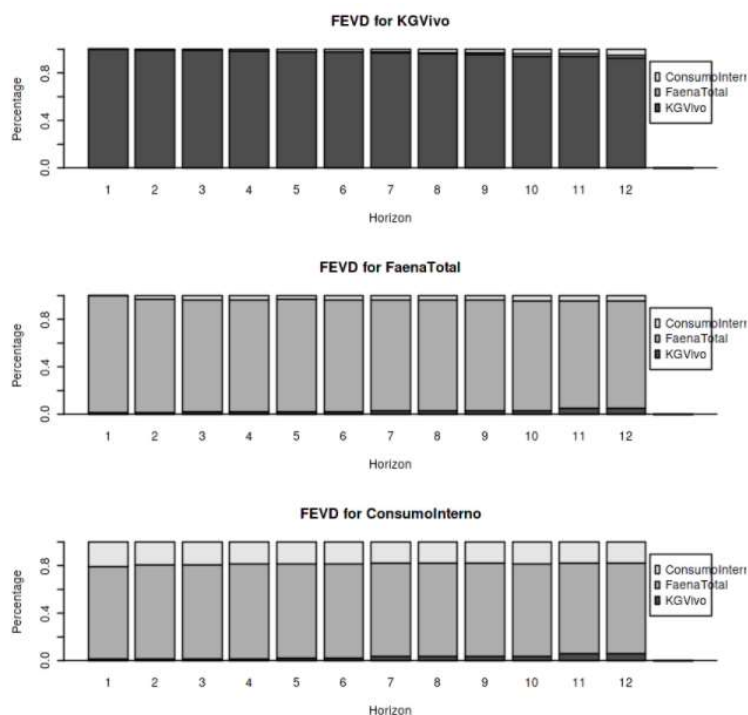 FEVD for KGVivo
Percentage
0.0 0.4 0.8
ConsumoInterr
FaenaTotal
KGVivo
1 2 3 4 5 6 7 8 9 10 11 12
Horizon
FEVD for FaenaTotal
Percentage
0.0 0.4 0.8
ConsumoInterr
FaenaTotal
KGVivo
1 2 3 4 5 6 7 8 9 10 11 12
Horizon
FEVD for ConsumoInterno
Percentage
0.0 0.4 0.8
ConsumoInterr
FaenaTotal
KGVivo
1 2 3 4 5 6 7 8 9 10 11 12
Horizon